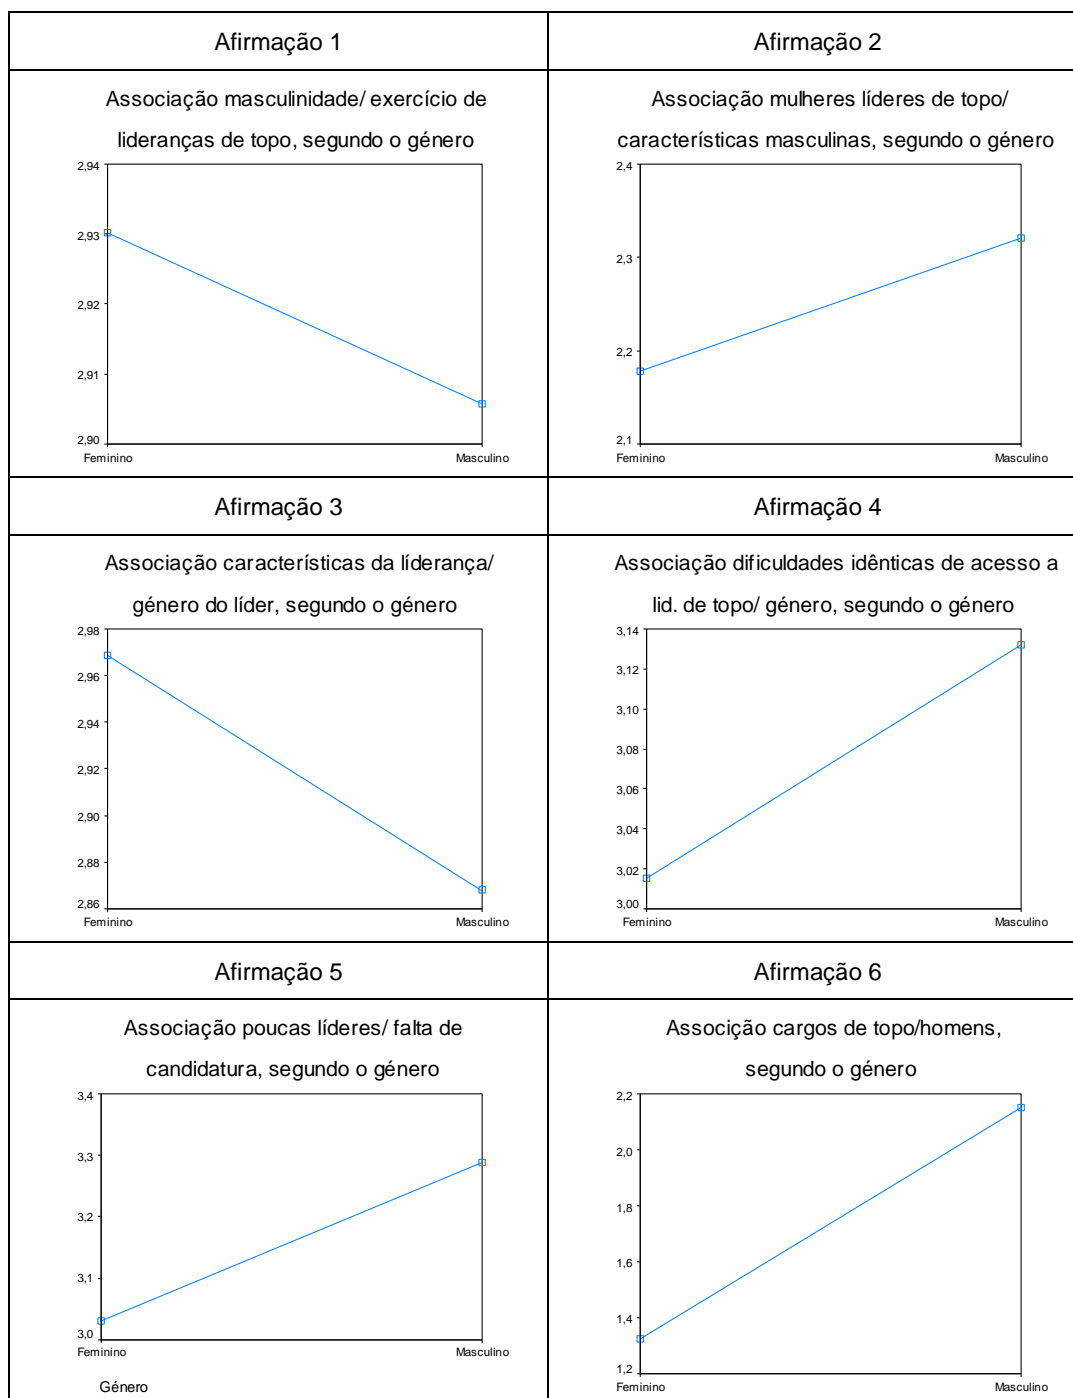 Afirmação 1
Afirmação 2
Associação masculinidade/ exercício de
lideranças de topo, segundo o género
2,94
2,93
2,92
2,91
2,90
Feminino
Masculino
Associação mulheres líderes de topo/
característícas masculinas, segundo o género
2,4
2,3
2,2
2,1
Feminino
Masculino
Afirmação 3
Afirmação 4
Associação característícas da líderança/
género do líder, segundo o género
2,98
2,96
2,94
2,92
2,90
2,88
2,86
Feminino
Masculino
Associação dificuldades idênticas de acesso a
lid. de topo/ género, segundo o género
3,14
3,12
3,10
3,08
3,06
3,04
3,02
3,00
Feminino
Masculino
Afirmação 5
Afirmação 6
Associação poucas líderes/ falta de
candidatura, segundo o género
3,4
3,3
3,2
3,1
3,0
Feminino
Masculino
Género
Associção cargos de topo/homens,
segundo o género
2,2
2,0
1,8
1,6
1,4
1,2
Feminino
Masculino